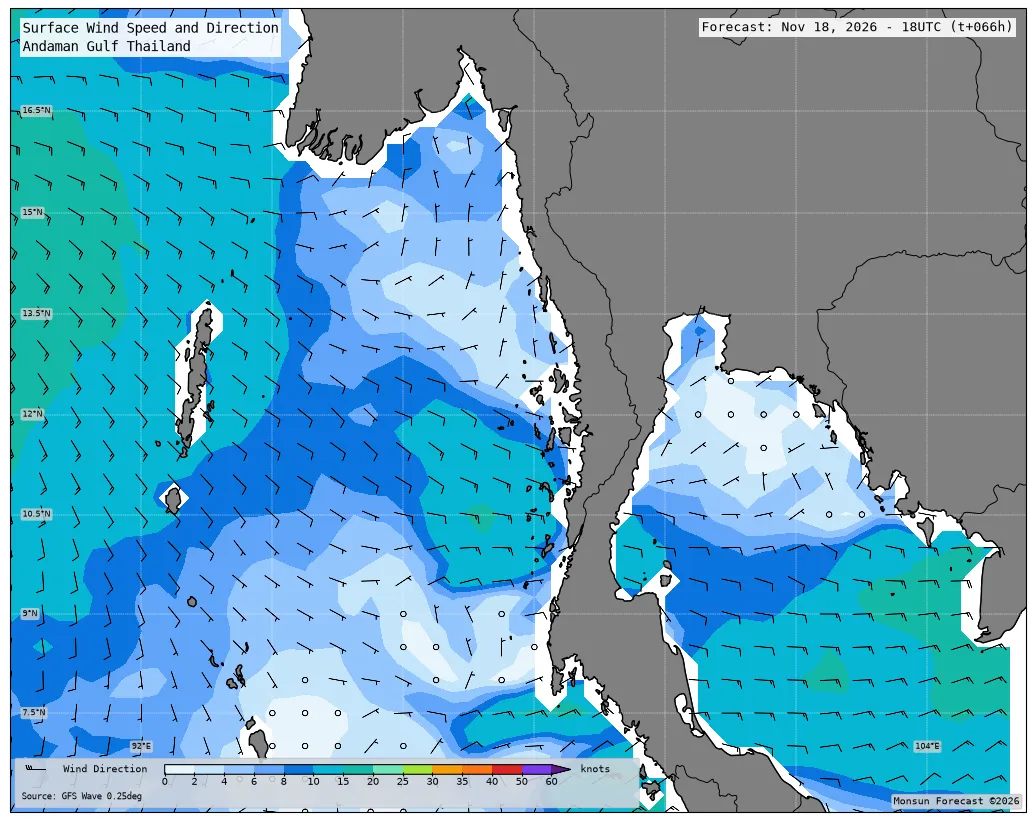 Surface Wind Speed and Direction
Andaman Gulf Thailand
Forecast: Nov 18, 2026 - 18UTC (t+066h)
16.5°N
15°N
13.5°N
12°N
10.5°N
9°N
7.5°N
92°E
104°E
Wind Direction
0 2 4 6 8 10 15 20 25 30 35 40 50 60
knots
Source: GFS Wave 0.25deg
Monsun Forecast ©2026